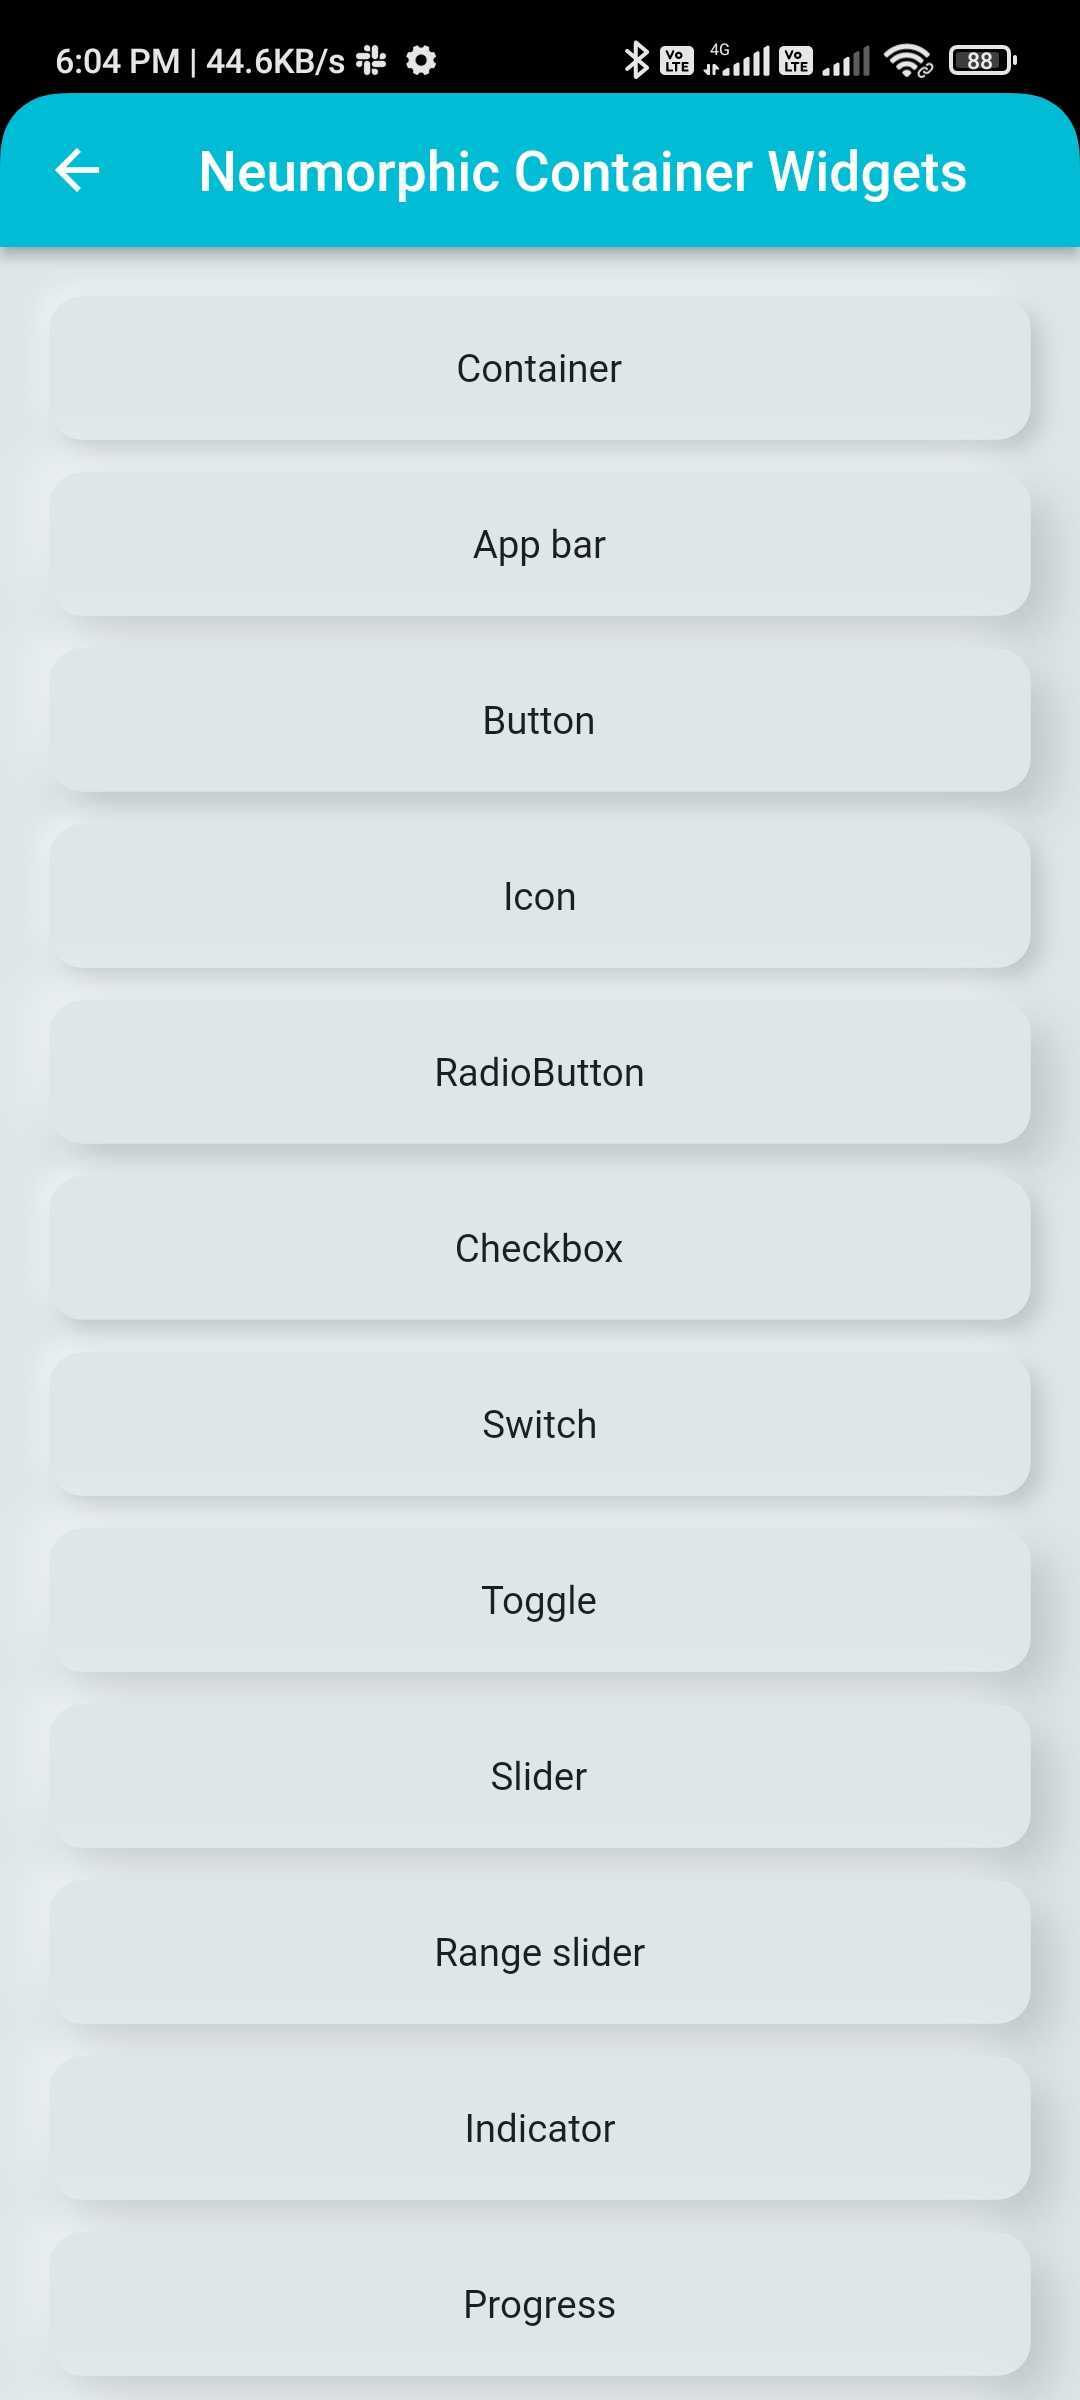 6:04 PM | 44.6KB/s
Vo LTE 4G Vo LTE 88
Neumorphic Container Widgets
Container
App bar
Button
Icon
RadioButton
Checkbox
Switch
Toggle
Slider
Range slider
Indicator
Progress